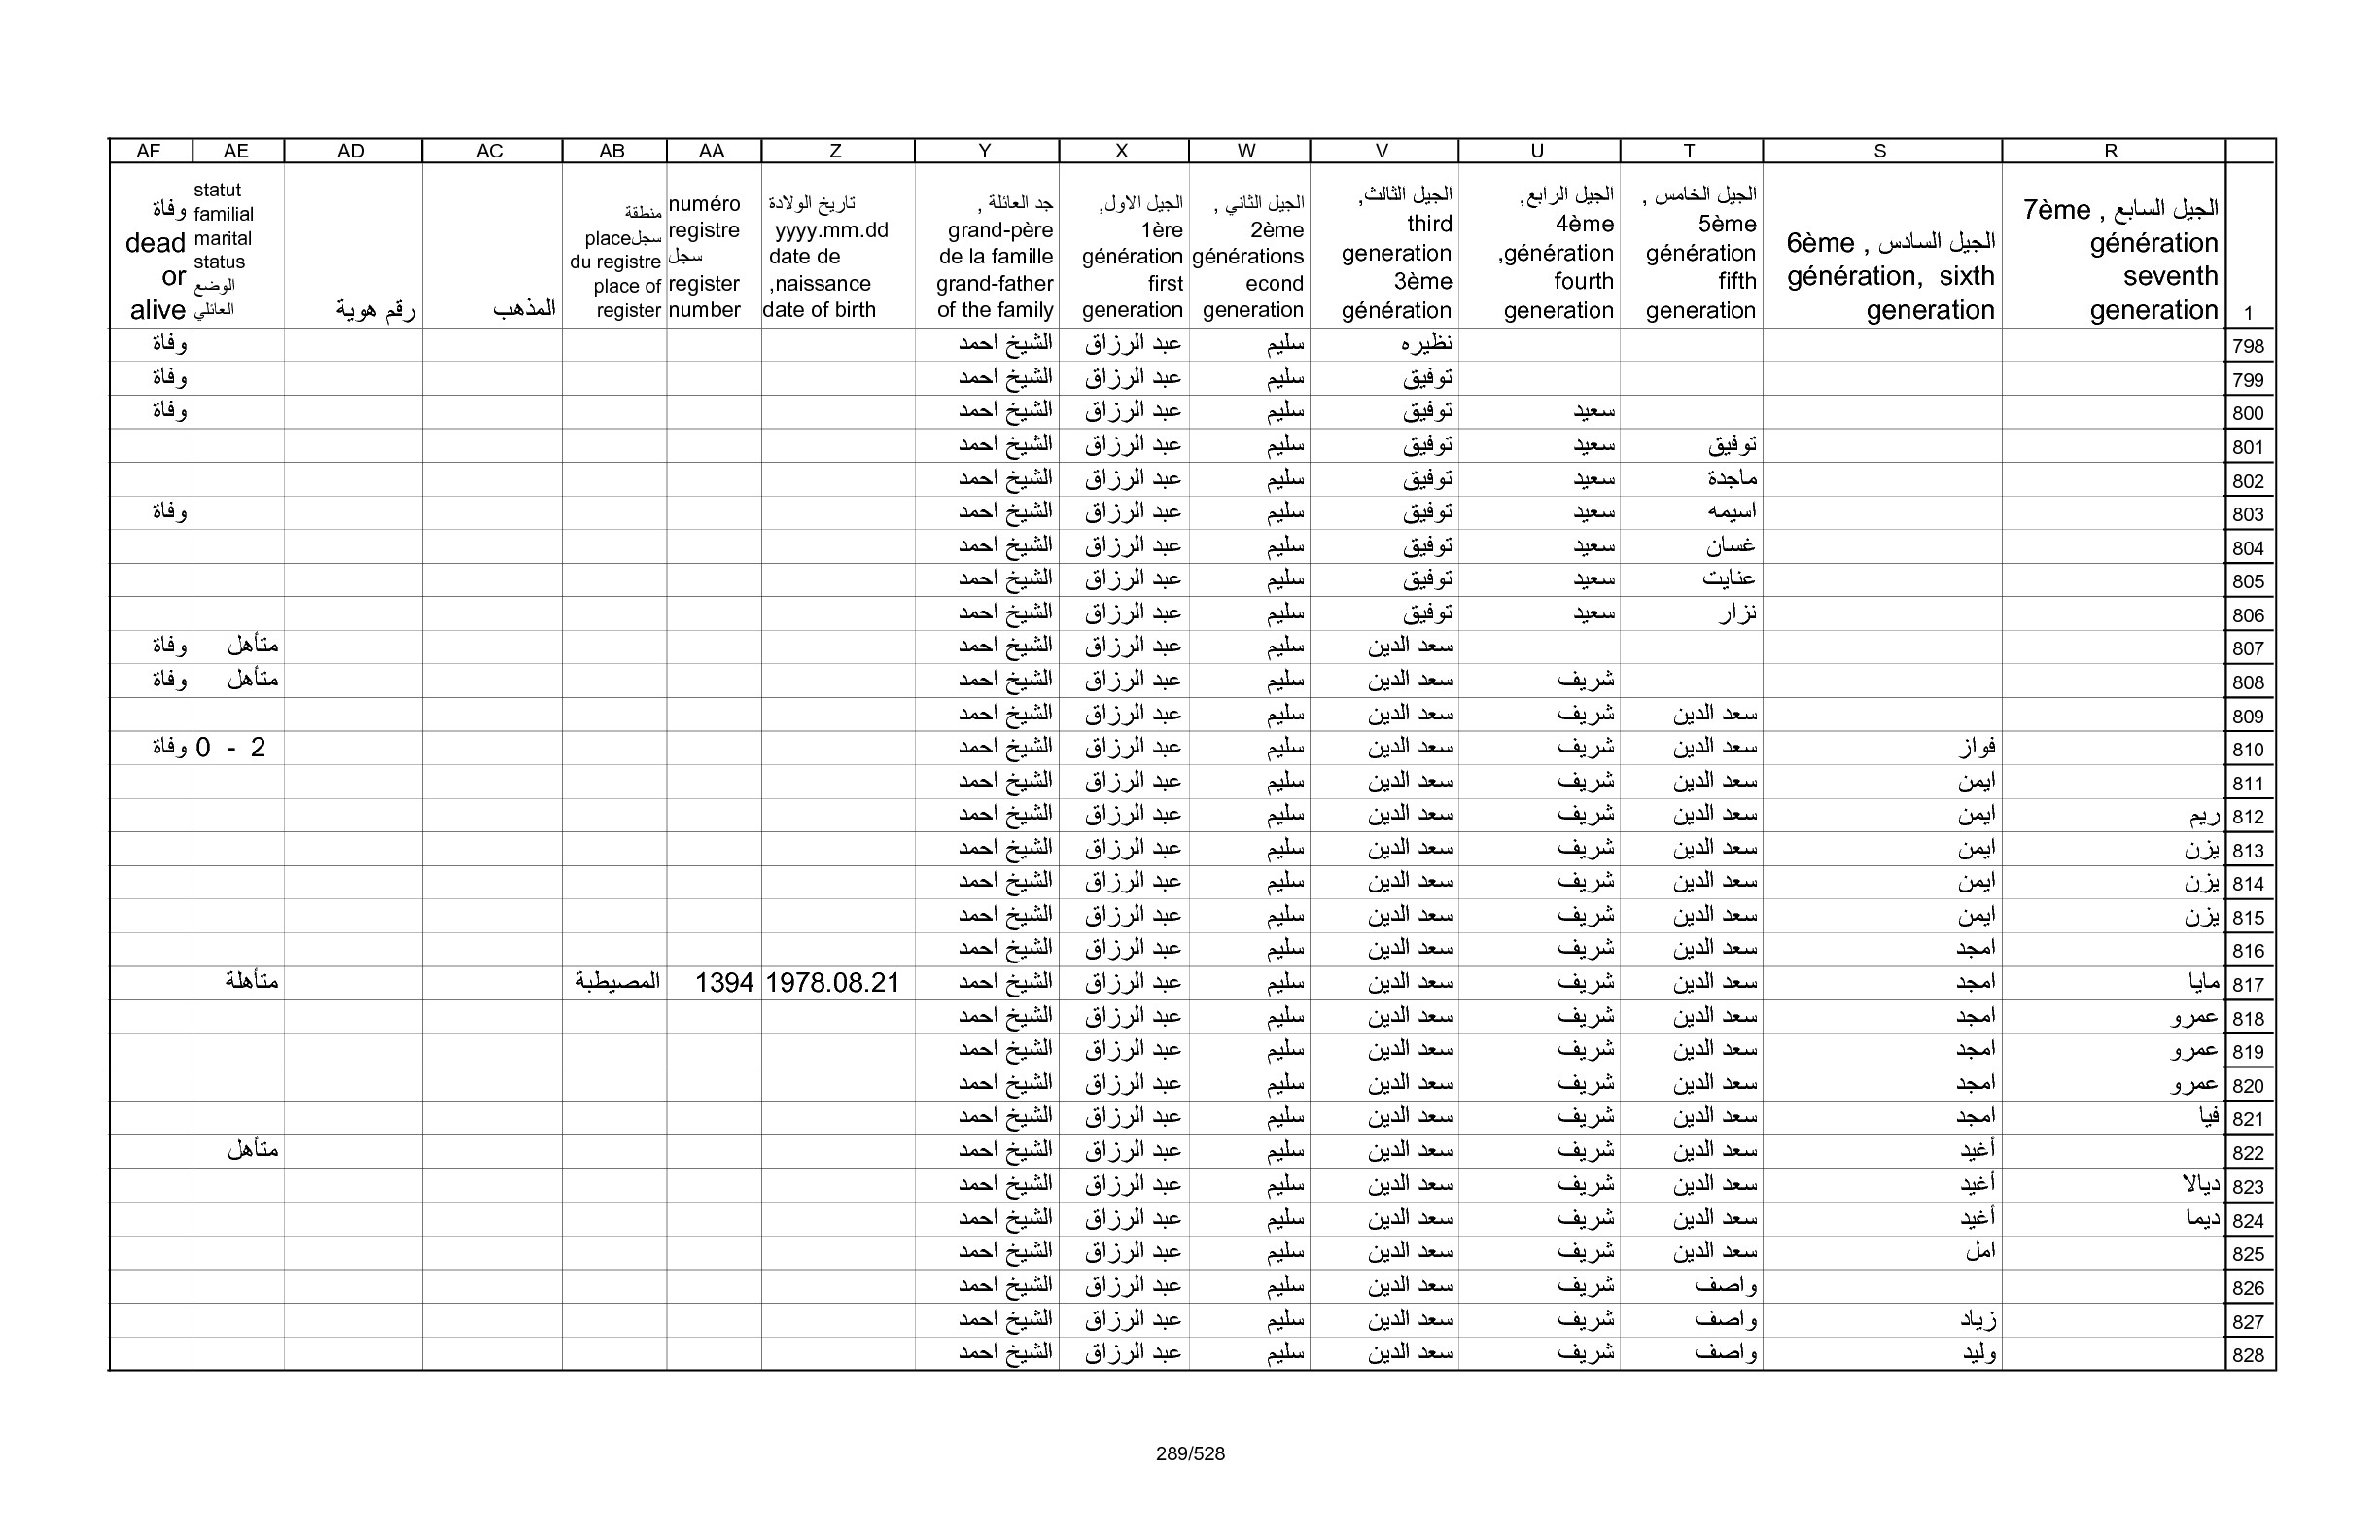 AF AE AD AC AB AA Z Y X W V U T S R
الجيل السابع , 7ème génération seventh generation
الجيل السادس , 6ème génération, sixth generation
الجيل الخامس , 5ème génération fifth generation
الجيل الرابع, 4ème génération, fourth generation
الجيل الثالث, third generation 3ème génération
الجيل الثاني , 2ème générations econd generation
الجيل الاول, 1ère génération first generation
جد العائلة , grand-père de la famille grand-father of the family
تاريخ الولادة yyyy.mm.dd date de naissance, date of birth
numéro registre سجل register number
منطقة سجل place du registre place of register
المذهب
رقم هوية
statut familial marital status الوضع العائلي
وفاة dead or alive
1
798 نظيره سليم عبد الرزاق الشيخ احمد وفاة
799 توفيق سليم عبد الرزاق الشيخ احمد وفاة
800 سعيد توفيق سليم عبد الرزاق الشيخ احمد وفاة
801 توفيق سعيد توفيق سليم عبد الرزاق الشيخ احمد
802 ماجدة سعيد توفيق سليم عبد الرزاق الشيخ احمد
803 اسيمه سعيد توفيق سليم عبد الرزاق الشيخ احمد وفاة
804 غسان سعيد توفيق سليم عبد الرزاق الشيخ احمد
805 عنايت سعيد توفيق سليم عبد الرزاق الشيخ احمد
806 نزار سعيد توفيق سليم عبد الرزاق الشيخ احمد
807 سعد الدين سليم عبد الرزاق الشيخ احمد متأهل وفاة
808 شريف سعد الدين سليم عبد الرزاق الشيخ احمد متأهل وفاة
809 سعد الدين شريف سعد الدين سليم عبد الرزاق الشيخ احمد
810 فواز سعد الدين شريف سعد الدين سليم عبد الرزاق الشيخ احمد 0 - 2 وفاة
811 ايمن سعد الدين شريف سعد الدين سليم عبد الرزاق الشيخ احمد
812 ريم ايمن سعد الدين شريف سعد الدين سليم عبد الرزاق الشيخ احمد
813 يزن ايمن سعد الدين شريف سعد الدين سليم عبد الرزاق الشيخ احمد
814 يزن ايمن سعد الدين شريف سعد الدين سليم عبد الرزاق الشيخ احمد
815 يزن ايمن سعد الدين شريف سعد الدين سليم عبد الرزاق الشيخ احمد
816 امجد سعد الدين شريف سعد الدين سليم عبد الرزاق الشيخ احمد
817 مايا امجد سعد الدين شريف سعد الدين سليم عبد الرزاق الشيخ احمد 1978.08.21 1394 المصيطبة متأهلة
818 عمرو امجد سعد الدين شريف سعد الدين سليم عبد الرزاق الشيخ احمد
819 عمرو امجد سعد الدين شريف سعد الدين سليم عبد الرزاق الشيخ احمد
820 عمرو امجد سعد الدين شريف سعد الدين سليم عبد الرزاق الشيخ احمد
821 فيا امجد سعد الدين شريف سعد الدين سليم عبد الرزاق الشيخ احمد
822 أغيد سعد الدين شريف سعد الدين سليم عبد الرزاق الشيخ احمد متأهل
823 ديالا أغيد سعد الدين شريف سعد الدين سليم عبد الرزاق الشيخ احمد
824 ديما أغيد سعد الدين شريف سعد الدين سليم عبد الرزاق الشيخ احمد
825 امل سعد الدين شريف سعد الدين سليم عبد الرزاق الشيخ احمد
826 واصف شريف سعد الدين سليم عبد الرزاق الشيخ احمد
827 زياد واصف شريف سعد الدين سليم عبد الرزاق الشيخ احمد
828 وليد واصف شريف سعد الدين سليم عبد الرزاق الشيخ احمد
289/528